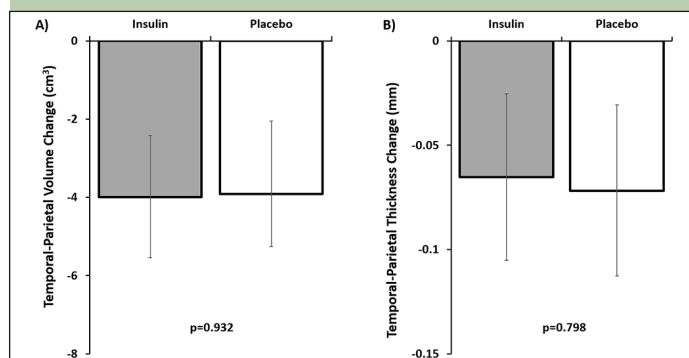 A)
Insulin
Placebo
0
-2
-4
-6
-8
Temporal-Parietal Volume Change (cm³)
p=0.932
B)
Insulin
Placebo
0
-0.05
-0.1
-0.15
Temporal-Parietal Thickness Change (mm)
p=0.798